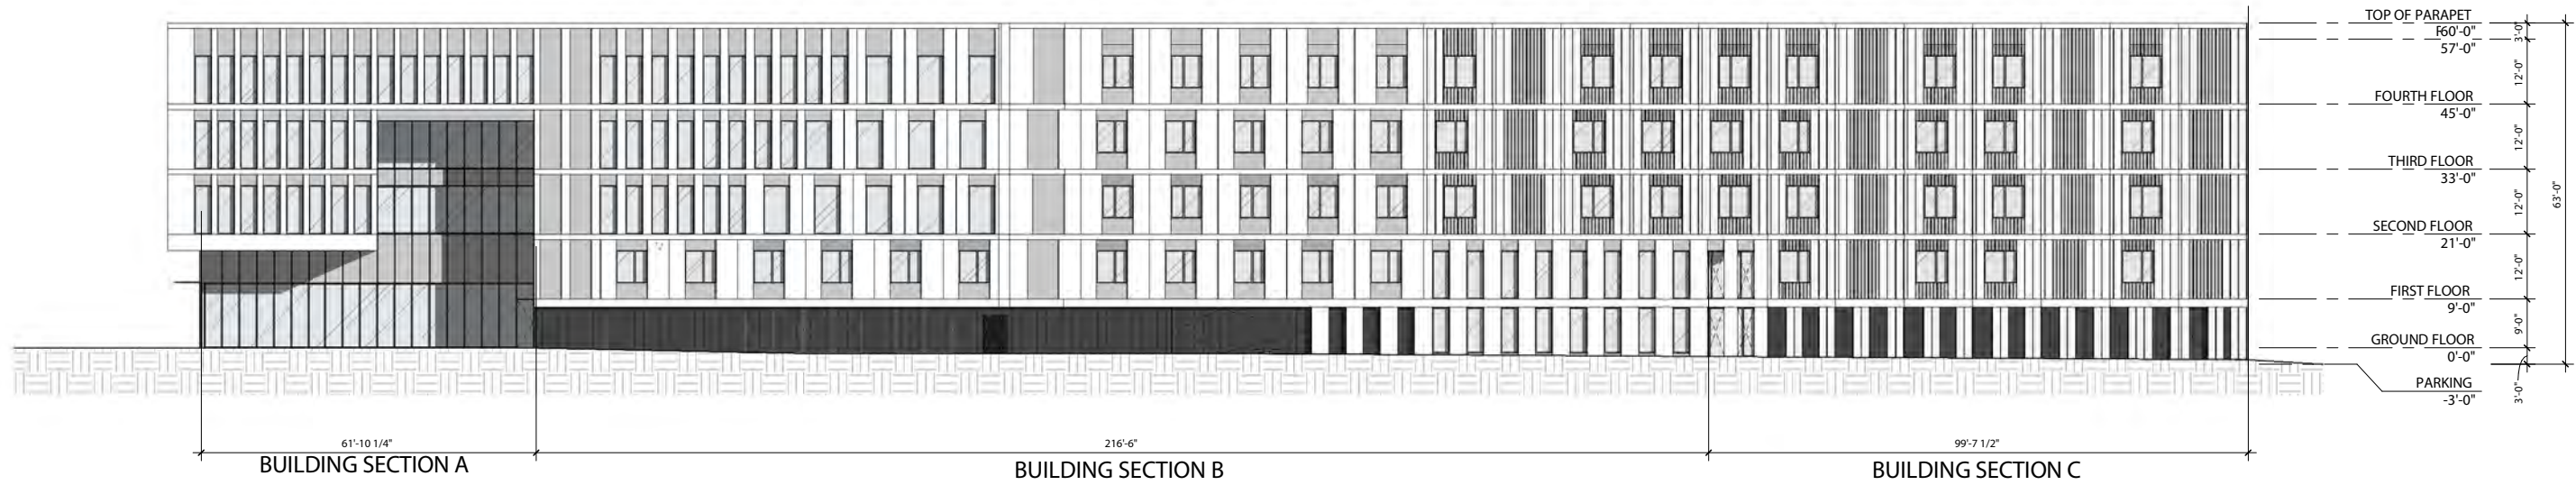 TOP OF PARAPET
60'-0"
57'-0"
FOURTH FLOOR
45'-0"
THIRD FLOOR
33'-0"
SECOND FLOOR
21'-0"
FIRST FLOOR
9'-0"
GROUND FLOOR
0'-0"
PARKING
-3'-0"
3'-0"
12'-0"
12'-0"
12'-0"
12'-0"
9'-0"
3'-0"
63'-0"
61'-10 1/4"
BUILDING SECTION A
216'-6"
BUILDING SECTION B
99'-7 1/2"
BUILDING SECTION C